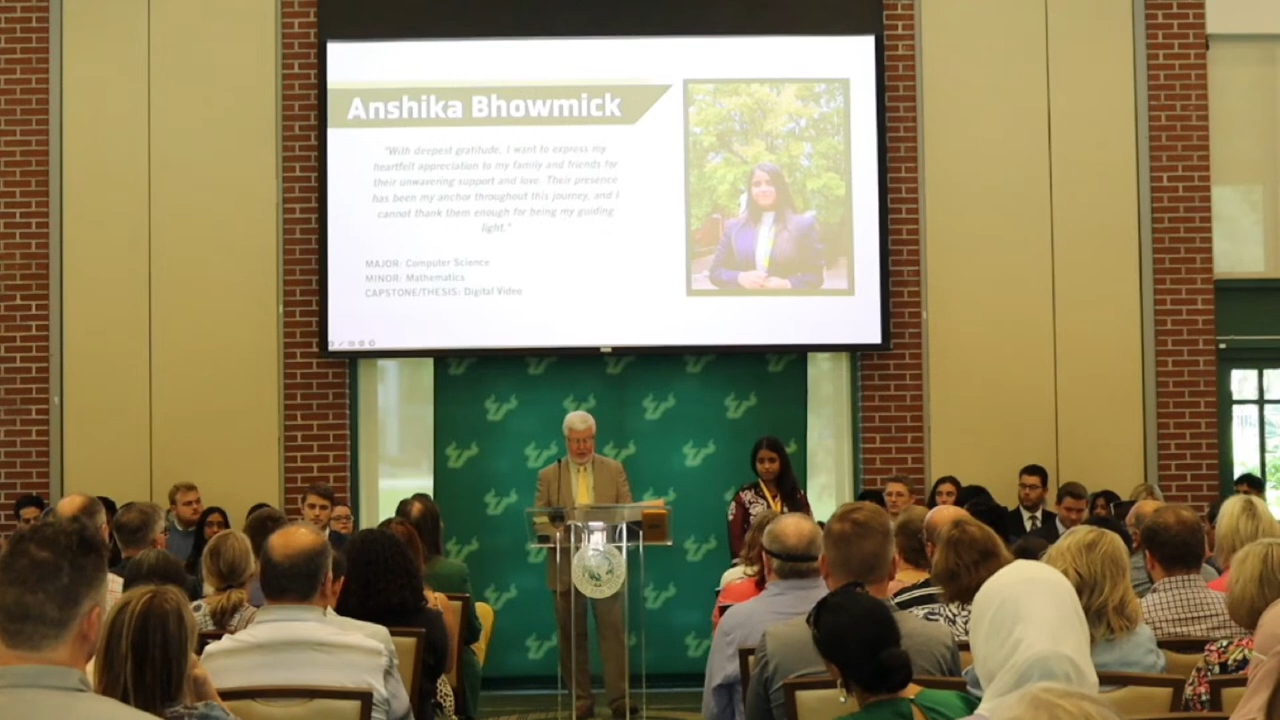 Anshika Bhowmick
"With deepest gratitude, I want to express my
heartfelt appreciation to my family and friends for
their unwavering support and love. Their presence
has been my anchor throughout this journey, and I
cannot thank them enough for being my guiding
light."
MAJOR: Computer Science
MINOR: Mathematics
CAPSTONE/THESIS: Digital Video